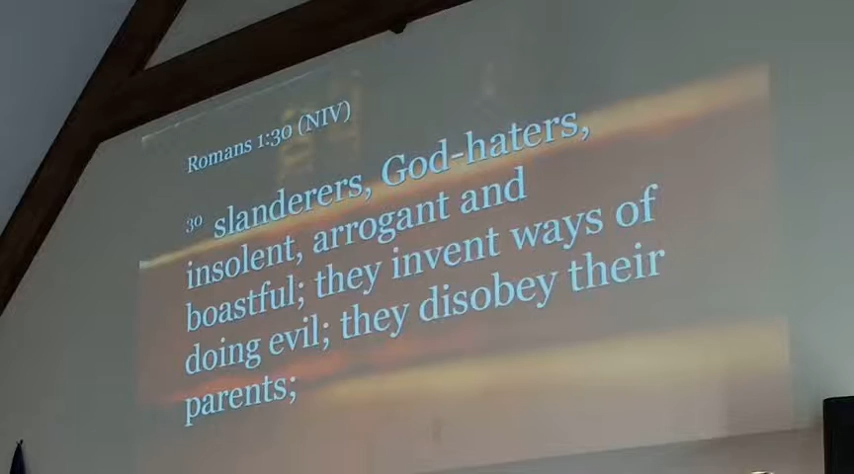 Romans 1:30 (NIV)
30 slanderers, God-haters,
insolent, arrogant and
boastful; they invent ways of
doing evil; they disobey their
parents;